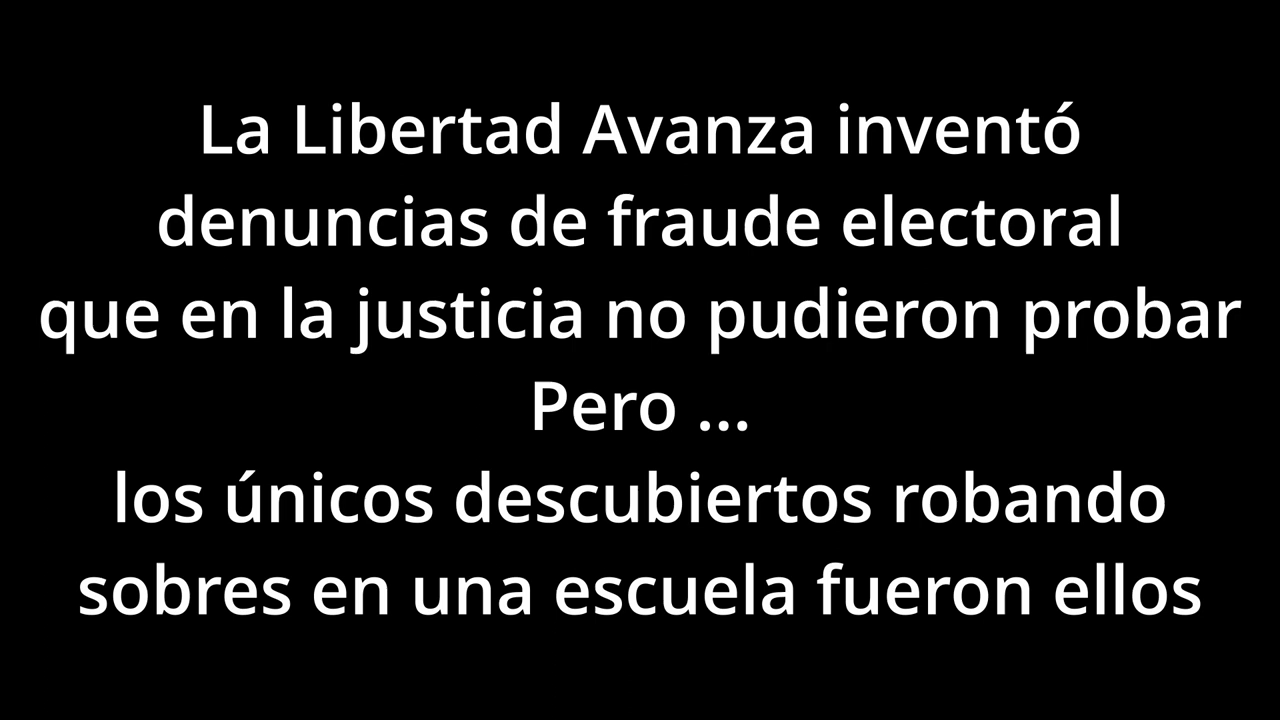 La Libertad Avanza inventó
denuncias de fraude electoral
que en la justicia no pudieron probar
Pero ...
los únicos descubiertos robando
sobres en una escuela fueron ellos